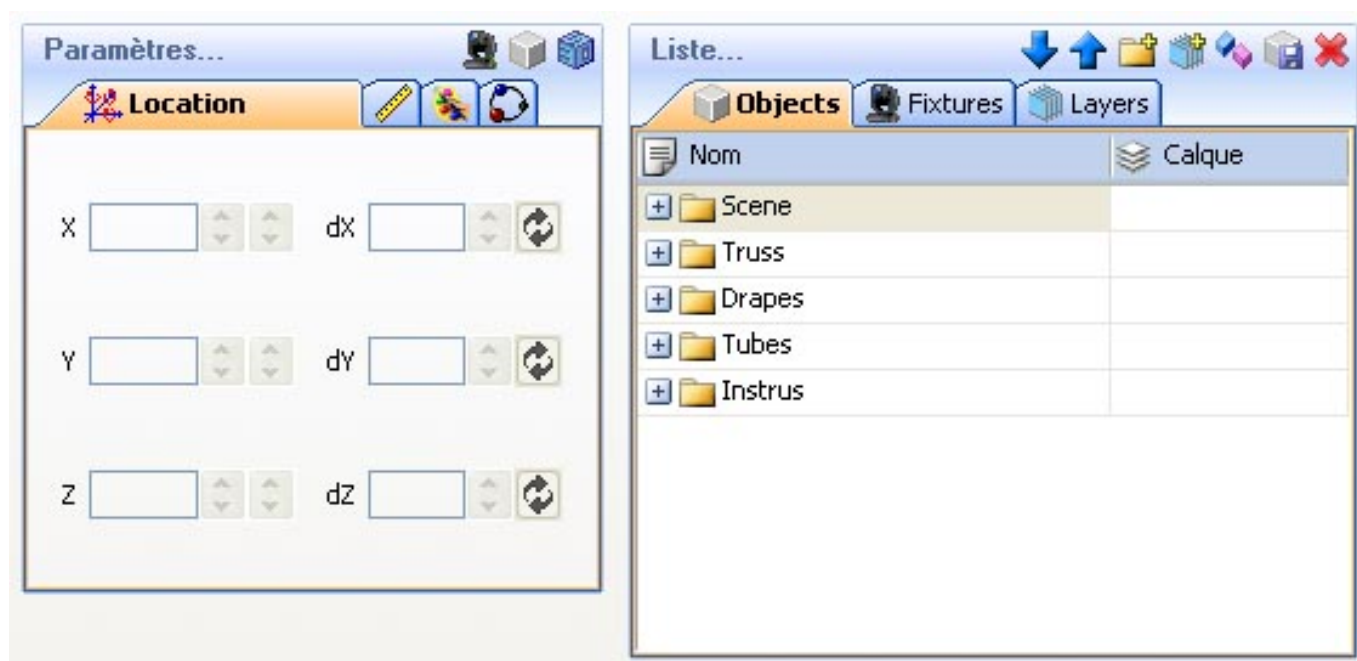 Paramètres...
Location
X dX
Y dY
Z dZ
Liste...
Objects Fixtures Layers
Nom Calque
Scene
Truss
Drapes
Tubes
Instrus